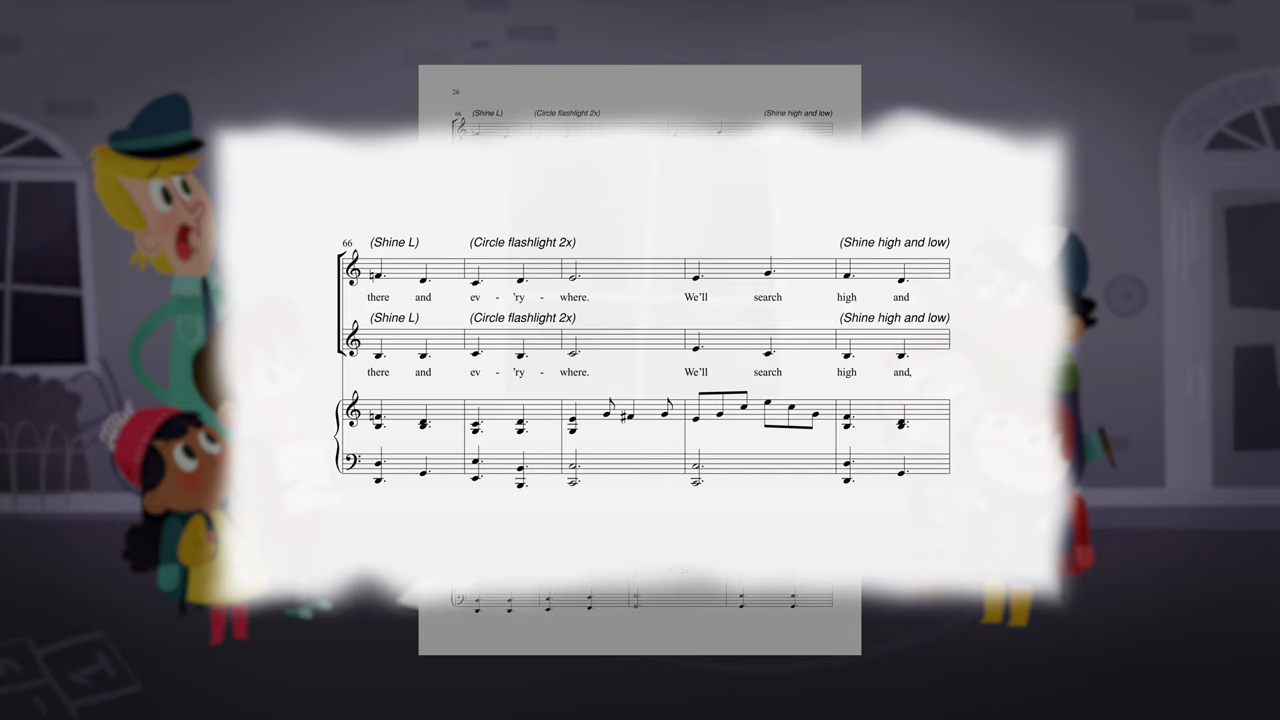 26
66 (Shine L) (Circle flashlight 2x) (Shine high and low)
66 (Shine L) (Circle flashlight 2x) (Shine high and low)
there and ev - 'ry - where. We'll search high and
(Shine L) (Circle flashlight 2x) (Shine high and low)
there and ev - 'ry - where. We'll search high and,
1